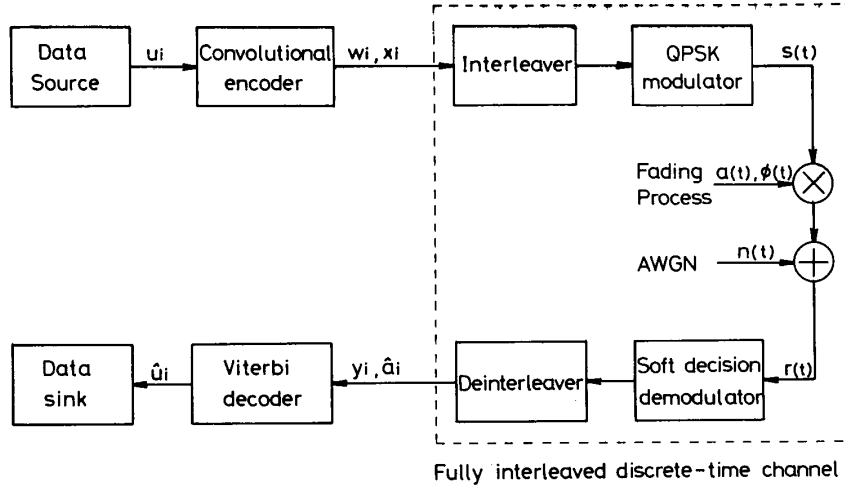 Data
Source
ui
Convolutional
encoder
wi, xi
Interleaver
QPSK
modulator
s(t)
Fading
Process
a(t), ϕ(t)
AWGN
n(t)
Data
sink
ûi
Viterbi
decoder
yi, âi
Deinterleaver
Soft decision
demodulator
r(t)
Fully interleaved discrete-time channel